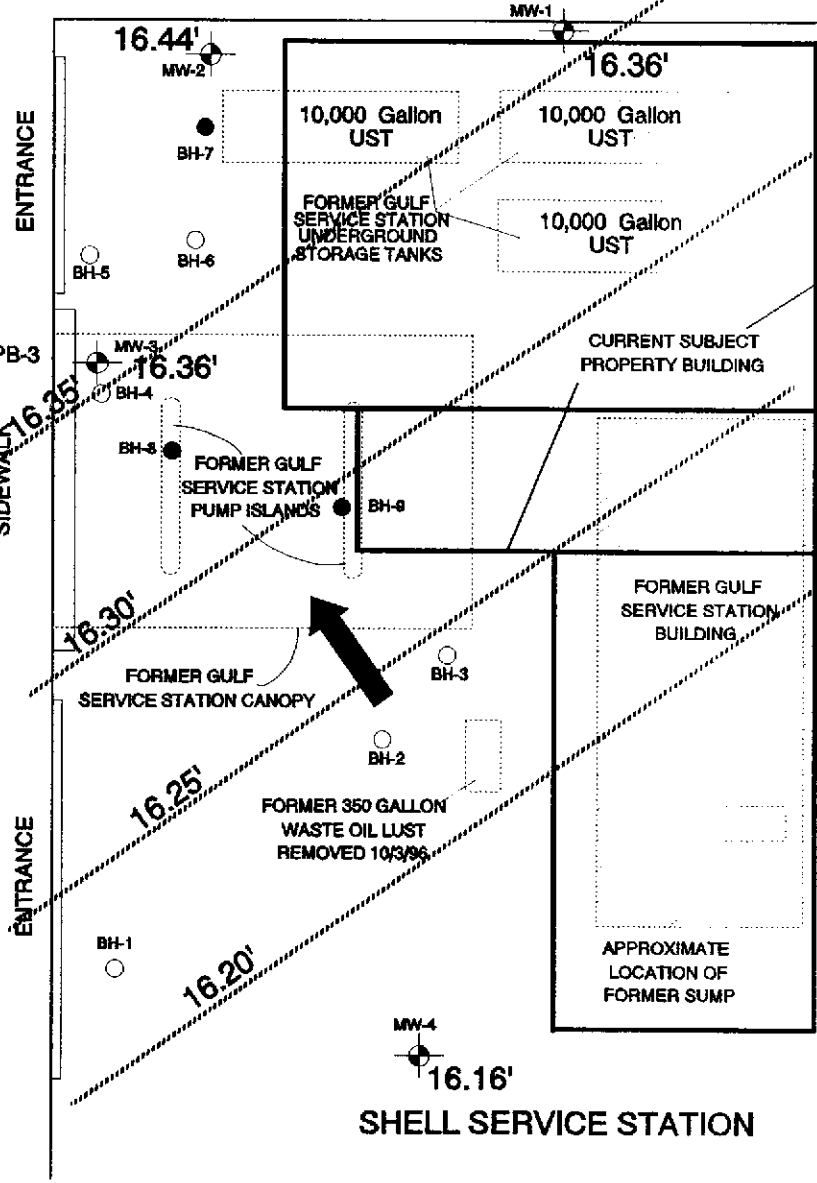 MW-1
16.44'
MW-2
16.36'
ENTRANCE
10,000 Gallon
UST
10,000 Gallon
UST
BH-7
FORMER GULF
SERVICE STATION
UNDERGROUND
STORAGE TANKS
10,000 Gallon
UST
BH-5
BH-6
PB-3
MW-3
16.36'
CURRENT SUBJECT
PROPERTY BUILDING
BH-4
16.35'
SIDEWALK
BH-8
FORMER GULF
SERVICE STATION
PUMP ISLANDS
BH-9
16.30'
FORMER GULF
SERVICE STATION
BUILDING
FORMER GULF
SERVICE STATION CANOPY
BH-3
BH-2
16.25'
FORMER 350 GALLON
WASTE OIL LUST
REMOVED 10/3/96
ENTRANCE
BH-1
16.20'
APPROXIMATE
LOCATION OF
FORMER SUMP
MW-4
16.16'
SHELL SERVICE STATION